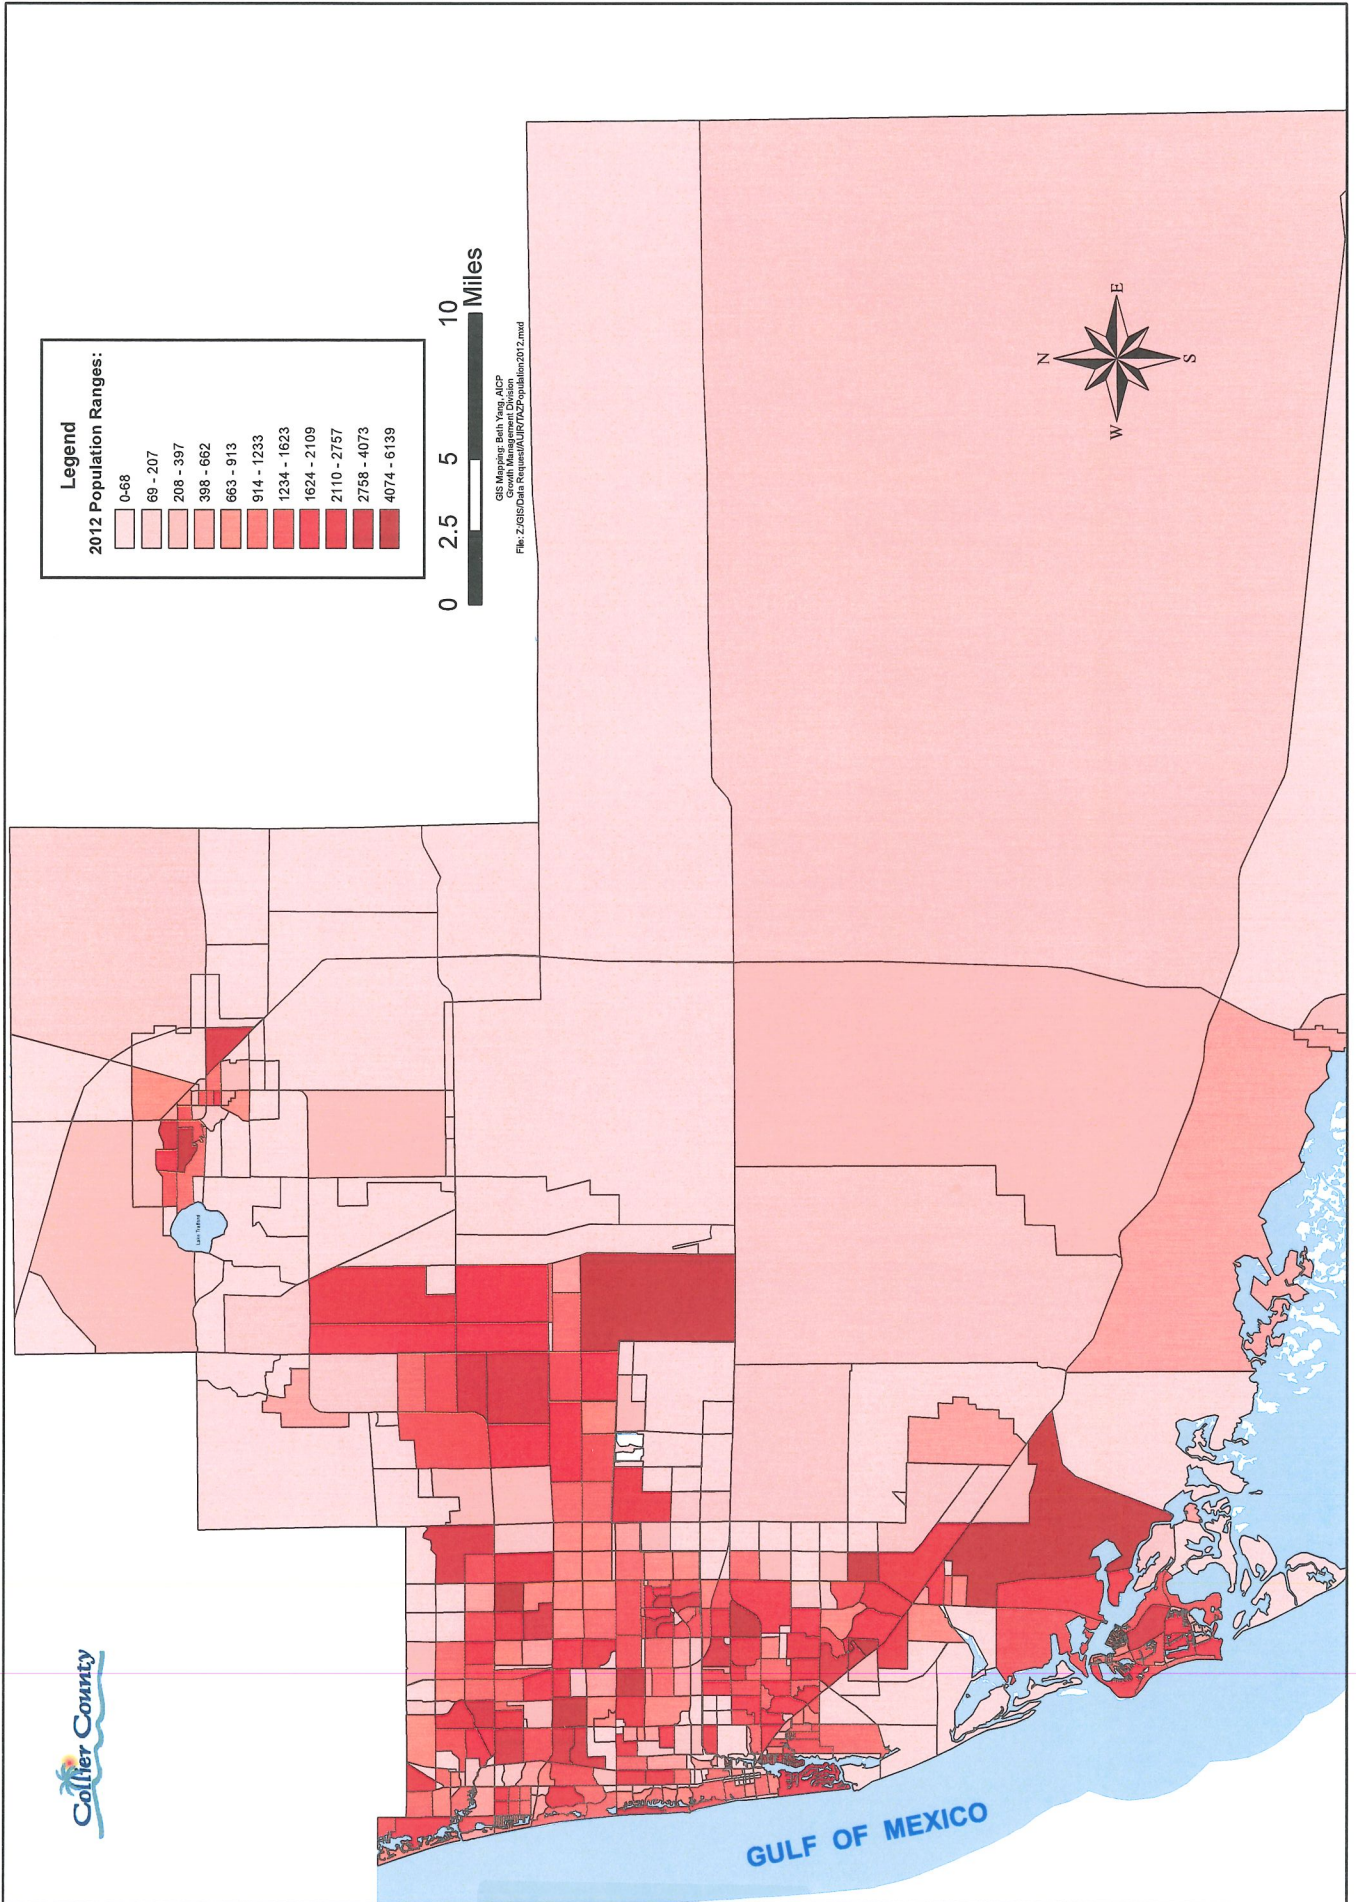 Collier County
Legend
2012 Population Ranges:
0-68
69 - 207
208 - 397
398 - 662
663 - 913
914 - 1233
1234 - 1623
1624 - 2109
2110 - 2757
2758 - 4073
4074 - 6139
0 2.5 5 10
Miles
GIS Mapping: Beth Yang, AICP
Growth Management Division
File: Z:/GIS/Data Request/AUIR/TAZPopulation2012.mxd
Lake Trafford
N
W E
S
GULF OF MEXICO